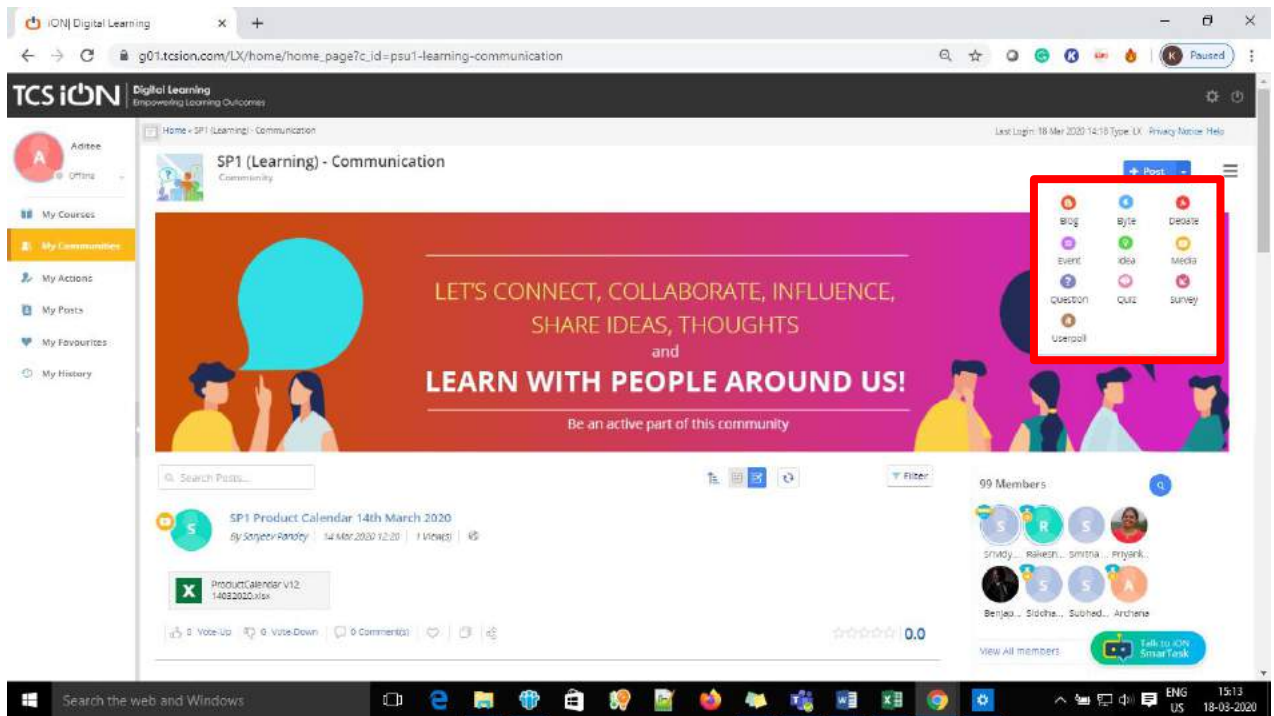 iON| Digital Learning
g01.tcsion.com/LX/home/home_page?c_id=psu1-learning-communication
K Paused
TCS iON
Digital Learning
Empowering Learning Outcomes
Home » SP1 (Learning) - Communication
Last Login: 18 Mar 2020 14:18 Type: LX Privacy Notice Help
A
Aditee
Offline
SP1 (Learning) - Communication
Community
+ Post
Blog Byte Debate
Event Idea Media
Question Quiz Survey
Userpoll
My Courses
My Communities
My Actions
My Posts
My Favourites
My History
LET'S CONNECT, COLLABORATE, INFLUENCE,
SHARE IDEAS, THOUGHTS
and
LEARN WITH PEOPLE AROUND US!
Be an active part of this community
Search Posts...
Filter
99 Members
S
SP1 Product Calendar 14th March 2020
By Sanjeev Pandey 14 Mar 2020 12:20 1 View(s)
ProductCalendar v12
14032020.xlsx
0 Vote-Up 0 Vote-Down 0 Comment(s)
0.0
S R S
Srividy... Rakesh... Smitha ... Priyank...
S S A
Benjap... Siddha... Subhad... Archana
View All members
Talk to iON
SmarTask
Search the web and Windows
ENG
US
15:13
18-03-2020